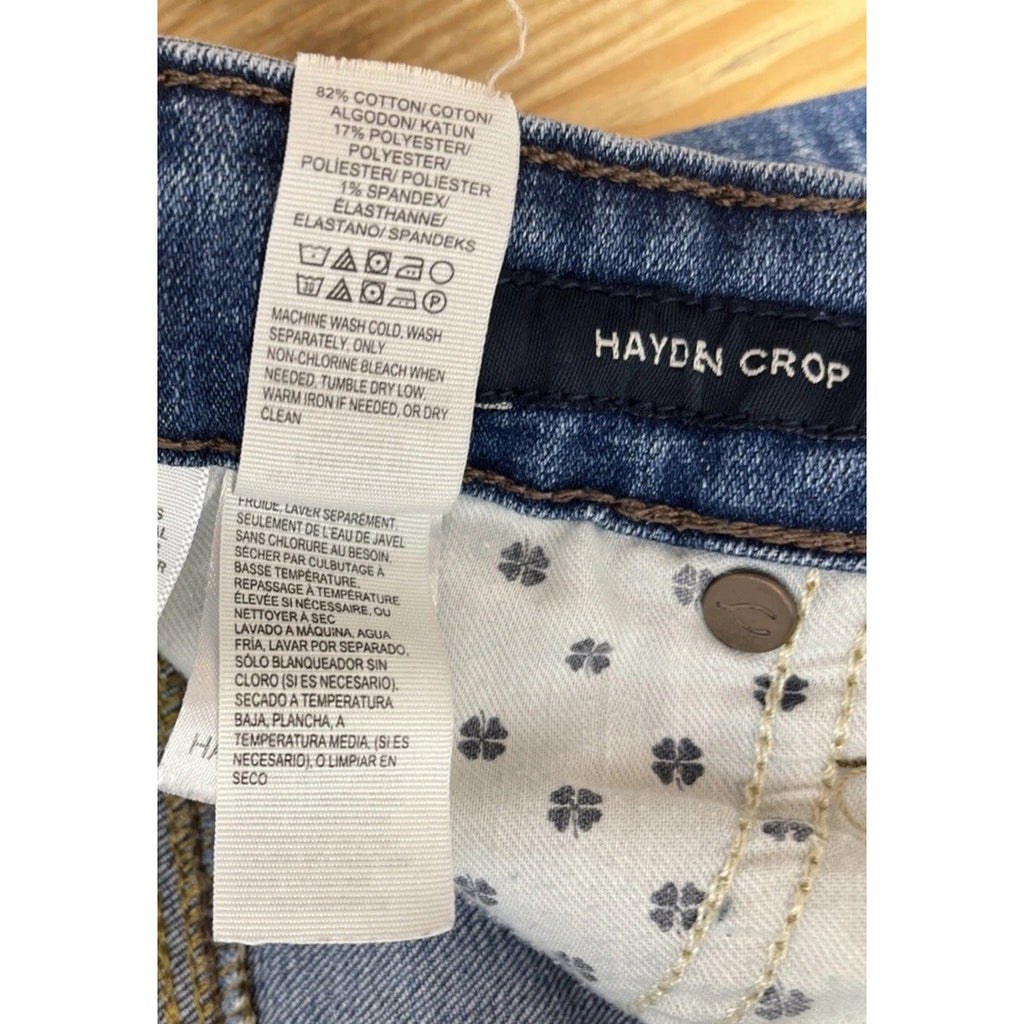 82% COTTON/ COTON/
ALGODON/ KATUN
17% POLYESTER/
POLYESTER/
POLIESTER/ POLIESTER
1% SPANDEX/
ÉLASTHANNE/
ELASTANO/ SPANDEKS
30
P
MACHINE WASH COLD, WASH
SEPARATELY, ONLY
NON-CHLORINE BLEACH WHEN
NEEDED, TUMBLE DRY LOW,
WARM IRON IF NEEDED, OR DRY
CLEAN
HAYDEN CROP
FROIDE, LAVER SEPARÉMENT,
SEULEMENT DE L'EAU DE JAVEL
SANS CHLORURE AU BESOIN,
SÉCHER PAR CULBUTAGE À
BASSE TEMPÉRATURE,
REPASSAGE À TEMPÉRATURE
ÉLEVÉE SI NÉCESSAIRE, OU
NETTOYER À SEC
LAVADO A MÁQUINA, AGUA
FRÍA, LAVAR POR SEPARADO,
SÓLO BLANQUEADOR SIN
CLORO (SI ES NECESARIO),
SECADO A TEMPERATURA
BAJA, PLANCHA, A
TEMPERATURA MEDIA, (SI ES
NECESARIO), O LIMPIAR EN
SECO